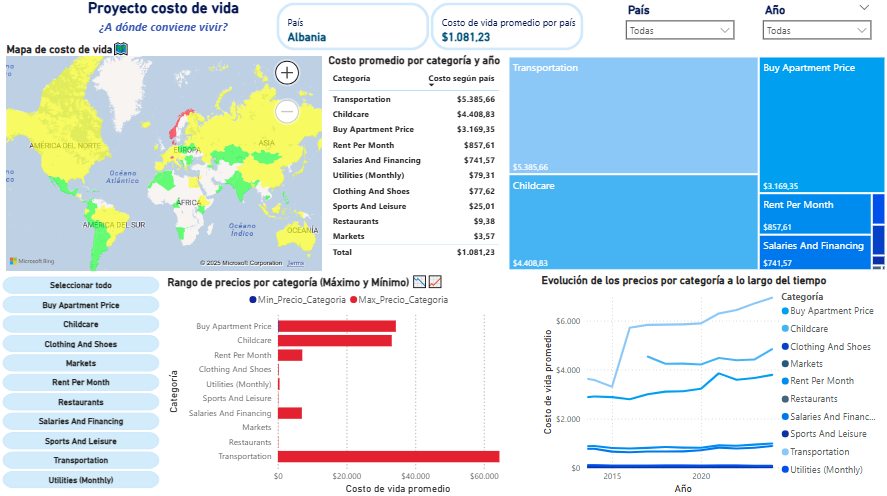 Proyecto costo de vida
¿A dónde conviene vivir?
País
Albania
Costo de vida promedio por país
$1.081,23
País
Todas
Año
Todas
Mapa de costo de vida
AMÉRICA DEL NORTE
EUROPA
ASIA
Océano
Atlántico
ÁFRICA
AMÉRICA DEL SUR
Océano
Índico
OCEANÍA
Microsoft Bing
© 2025 Microsoft Corporation Terms
Costo promedio por categoría y año
Categoría Costo según país
Transportation $5.385,66
Childcare $4.408,83
Buy Apartment Price $3.169,35
Rent Per Month $857,61
Salaries And Financing $741,57
Utilities (Monthly) $79,31
Clothing And Shoes $77,62
Sports And Leisure $25,01
Restaurants $9,38
Markets $3,57
Total $1.081,23
Transportation
$5.385,66
Childcare
$4.408,83
Buy Apartment Price
$3.169,35
Rent Per Month
$857,61
Salaries And Financing
$741,57
Seleccionar todo
Buy Apartment Price
Childcare
Clothing And Shoes
Markets
Rent Per Month
Restaurants
Salaries And Financing
Sports And Leisure
Transportation
Utilities (Monthly)
Rango de precios por categoría (Máximo y Mínimo)
Min_Precio_Categoria Max_Precio_Categoria
Categoría
Buy Apartment Price
Childcare
Rent Per Month
Clothing And Shoes
Utilities (Monthly)
Sports And Leisure
Salaries And Financing
Markets
Restaurants
Transportation
$0 $20.000 $40.000 $60.000
Costo de vida promedio
Evolución de los precios por categoría a lo largo del tiempo
Costo de vida promedio
$6.000
$4.000
$2.000
$0
2015 2020
Año
Categoría
Buy Apartment Price
Childcare
Clothing And Shoes
Markets
Rent Per Month
Restaurants
Salaries And Financ...
Sports And Leisure
Transportation
Utilities (Monthly)